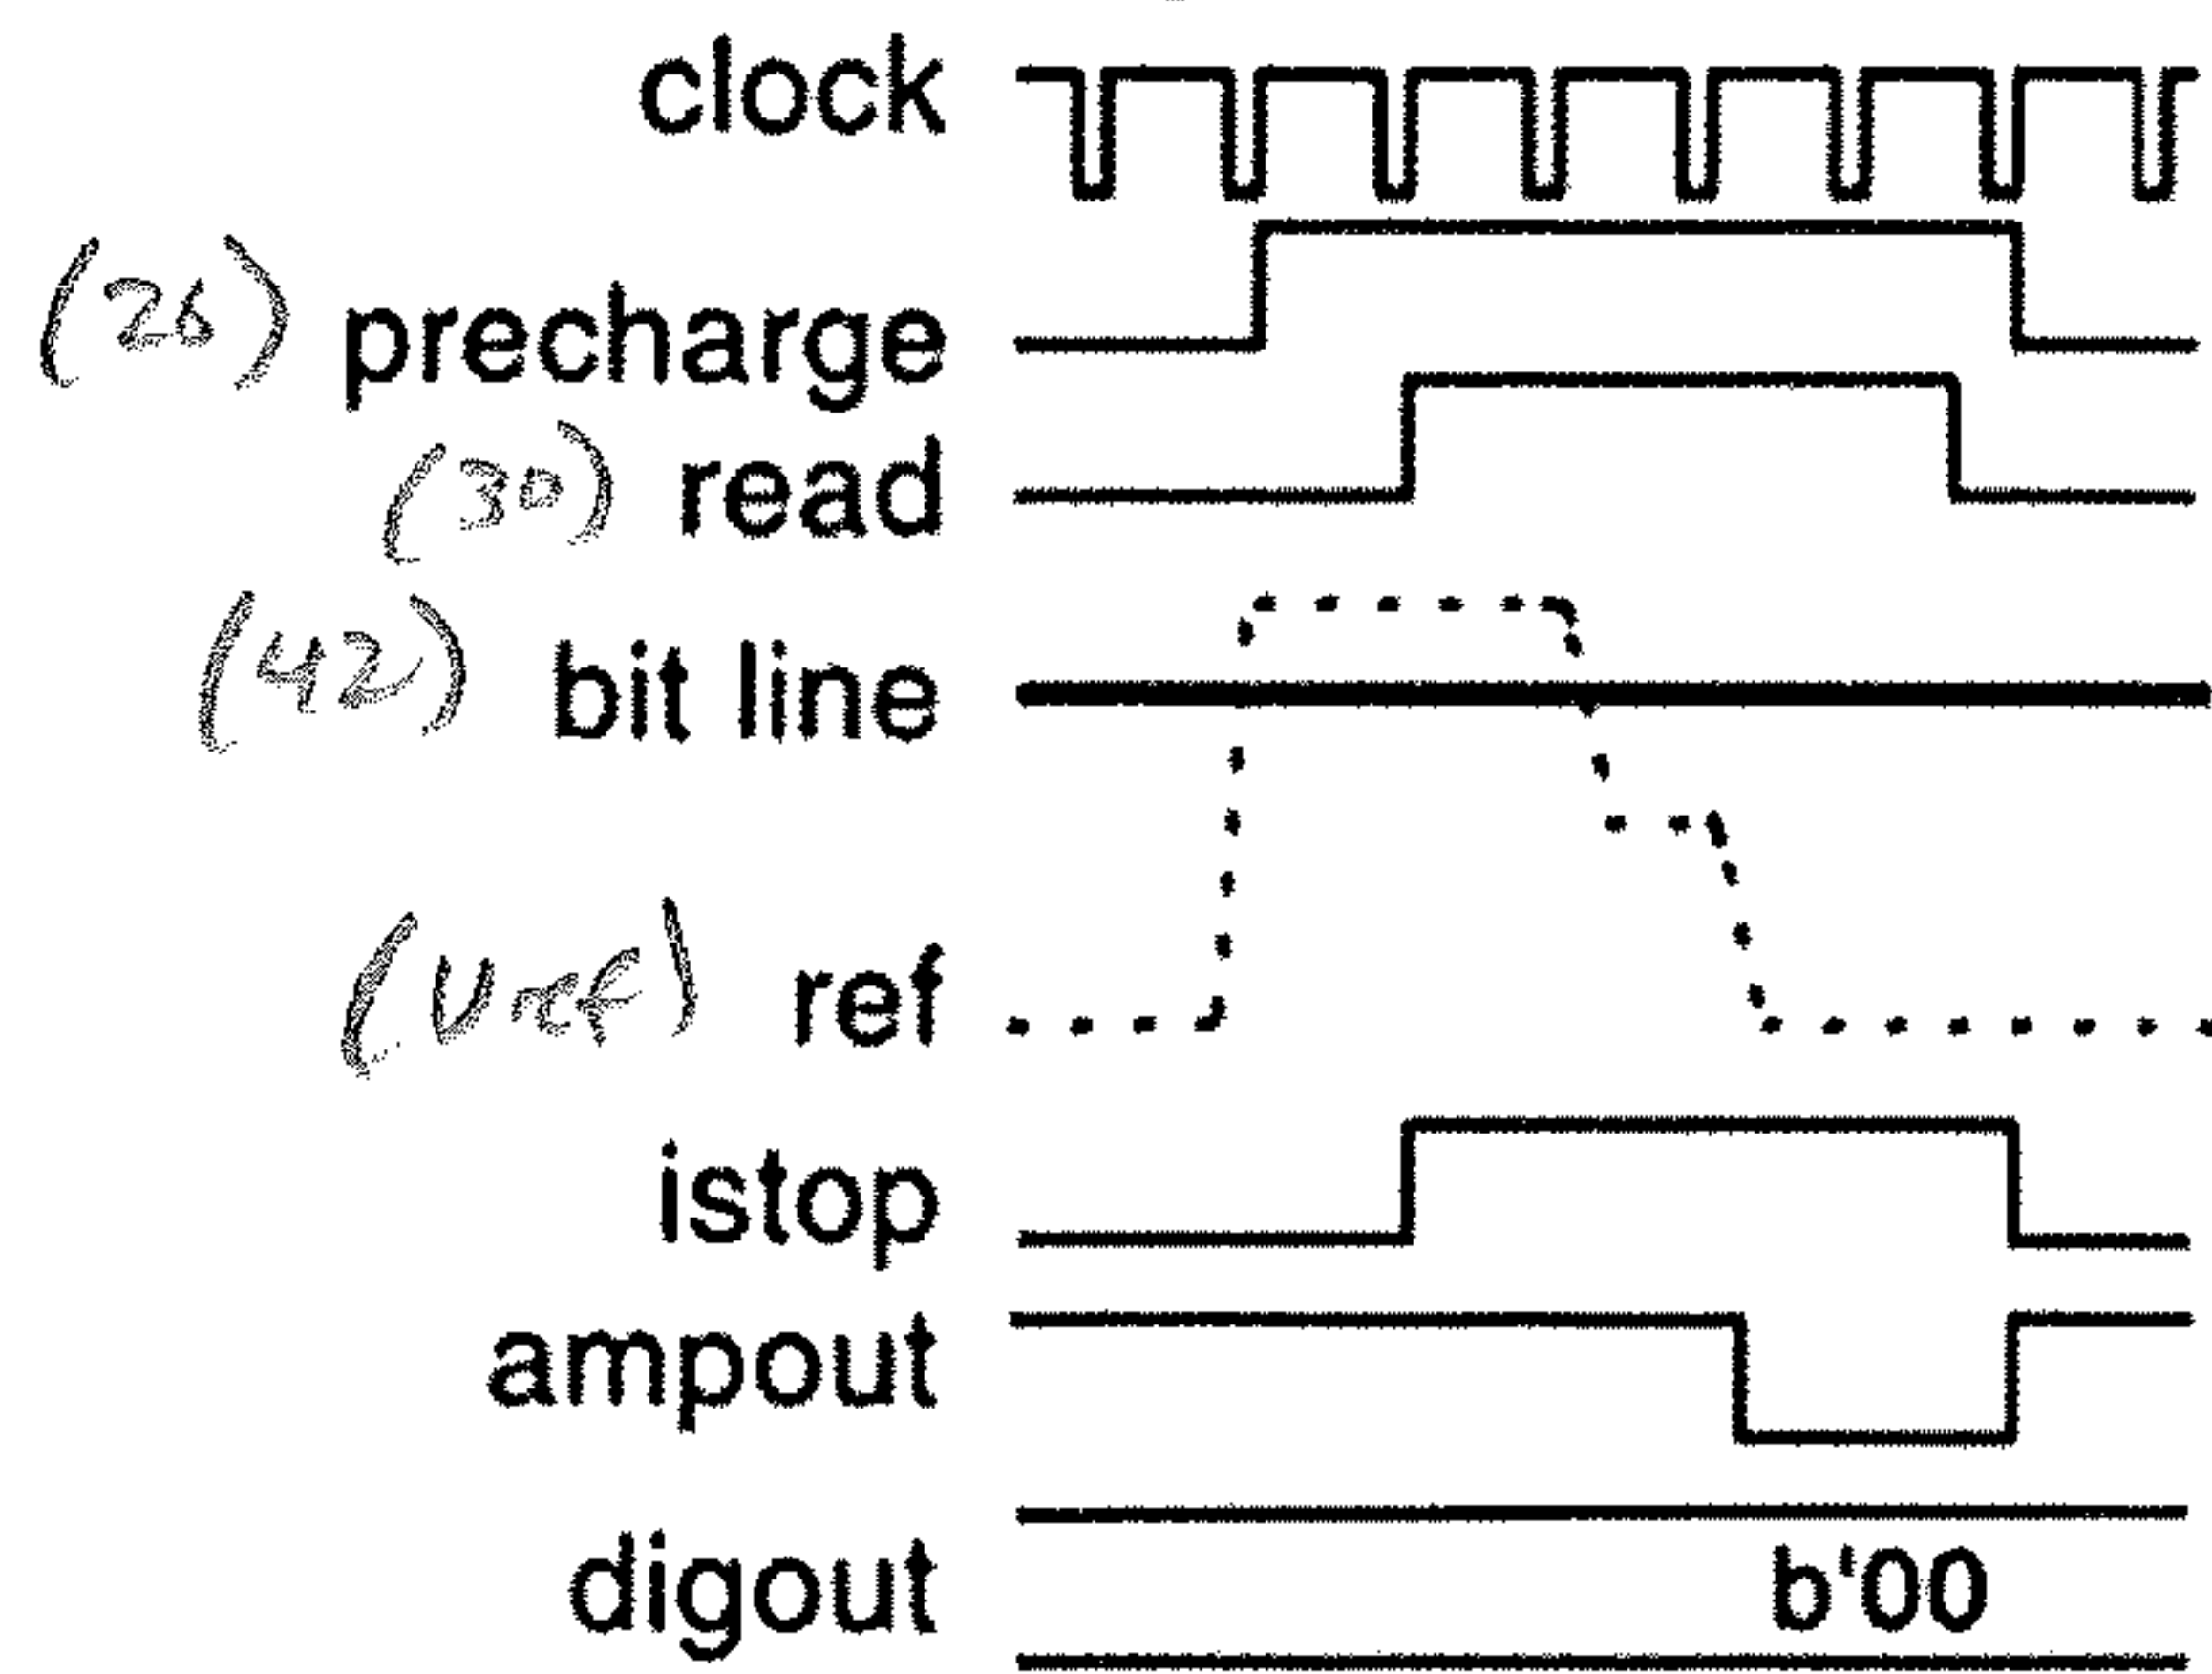 clock
(26) precharge
(30) read
(42) bit line
(Vref) ref
istop
ampout
digout b'00